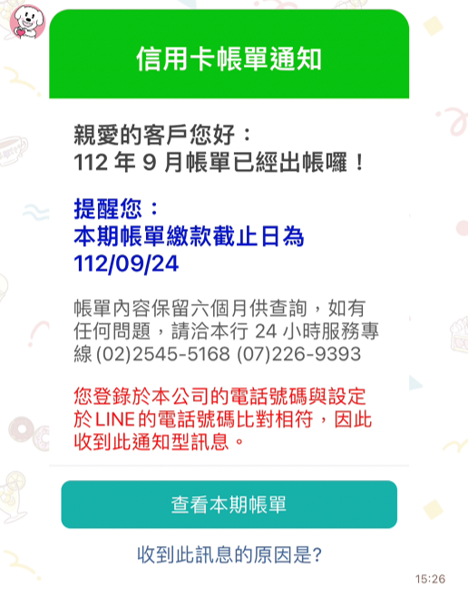 信用卡帳單通知
親愛的客戶您好：
112 年 9 月帳單已經出帳囉！
提醒您：
本期帳單繳款截止日為
112/09/24
帳單內容保留六個月供查詢，如有
任何問題，請洽本行 24 小時服務專
線 (02)2545-5168 (07)226-9393
您登錄於本公司的電話號碼與設定
於LINE的電話號碼比對相符，因此
收到此通知型訊息。
查看本期帳單
收到此訊息的原因是?
15:26